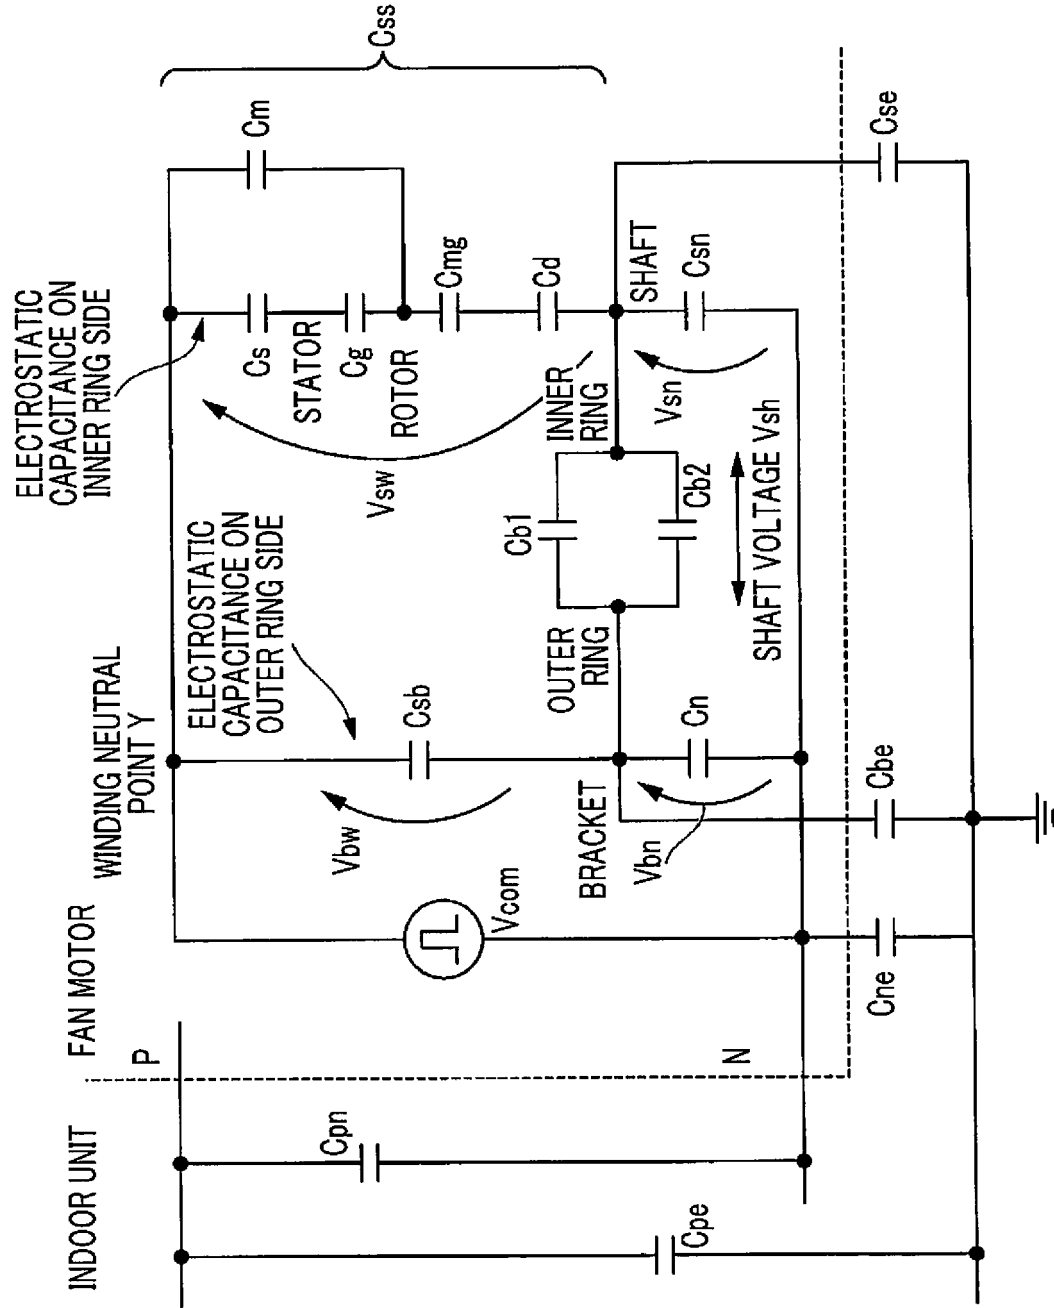 INDOOR UNIT
FAN MOTOR
P
N
Cpn
Cpe
WINDING NEUTRAL
POINT Y
Vcom
Vbw
ELECTROSTATIC
CAPACITANCE ON
OUTER RING SIDE
Csb
BRACKET
Vbn
Cn
Cne
Cbe
OUTER
RING
Cb1
Cb2
INNER
RING
SHAFT VOLTAGE Vsh
ELECTROSTATIC
CAPACITANCE ON
INNER RING SIDE
Vsw
Cs
STATOR
Cg
ROTOR
Cm
Cmg
Cd
SHAFT
Vsn
Csn
Cse
Css